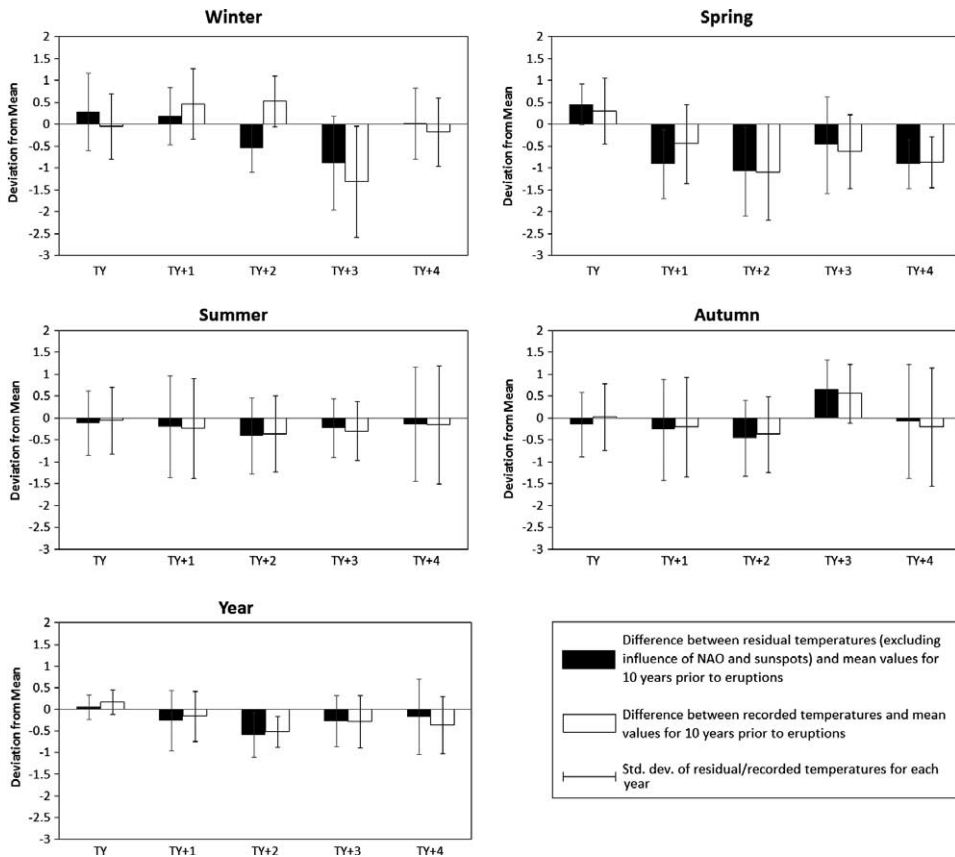 Winter
Deviation from Mean
2
1.5
1
0.5
0
-0.5
-1
-1.5
-2
-2.5
-3
TY TY+1 TY+2 TY+3 TY+4
Spring
Deviation from Mean
2
1.5
1
0.5
0
-0.5
-1
-1.5
-2
-2.5
-3
TY TY+1 TY+2 TY+3 TY+4
Summer
Deviation from Mean
2
1.5
1
0.5
0
-0.5
-1
-1.5
-2
-2.5
-3
TY TY+1 TY+2 TY+3 TY+4
Autumn
Deviation from Mean
2
1.5
1
0.5
0
-0.5
-1
-1.5
-2
-2.5
-3
TY TY+1 TY+2 TY+3 TY+4
Year
Deviation from Mean
2
1.5
1
0.5
0
-0.5
-1
-1.5
-2
-2.5
-3
TY TY+1 TY+2 TY+3 TY+4
Difference between residual temperatures (excluding
influence of NAO and sunspots) and mean values for
10 years prior to eruptions
Difference between recorded temperatures and mean
values for 10 years prior to eruptions
Std. dev. of residual/recorded temperatures for each
year